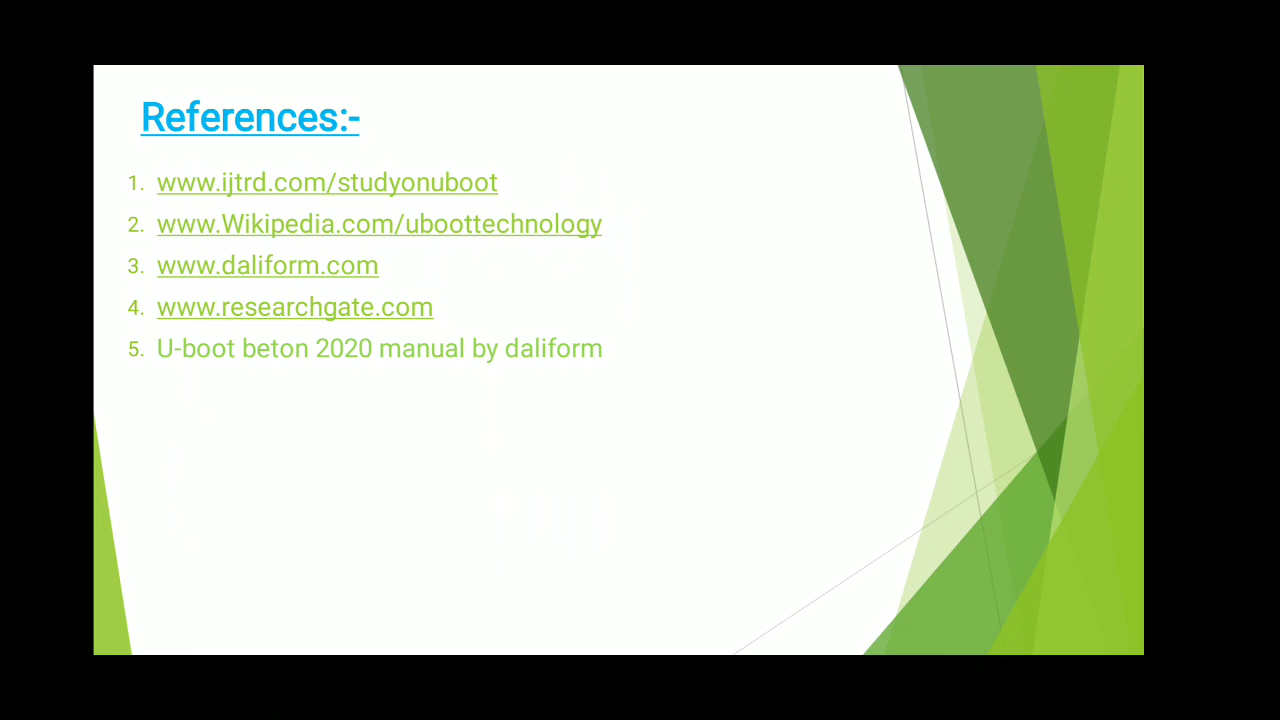 References:-
1. www.ijtrd.com/studyonuboot
2. www.Wikipedia.com/uboottechnology
3. www.daliform.com
4. www.researchgate.com
5. U-boot beton 2020 manual by daliform